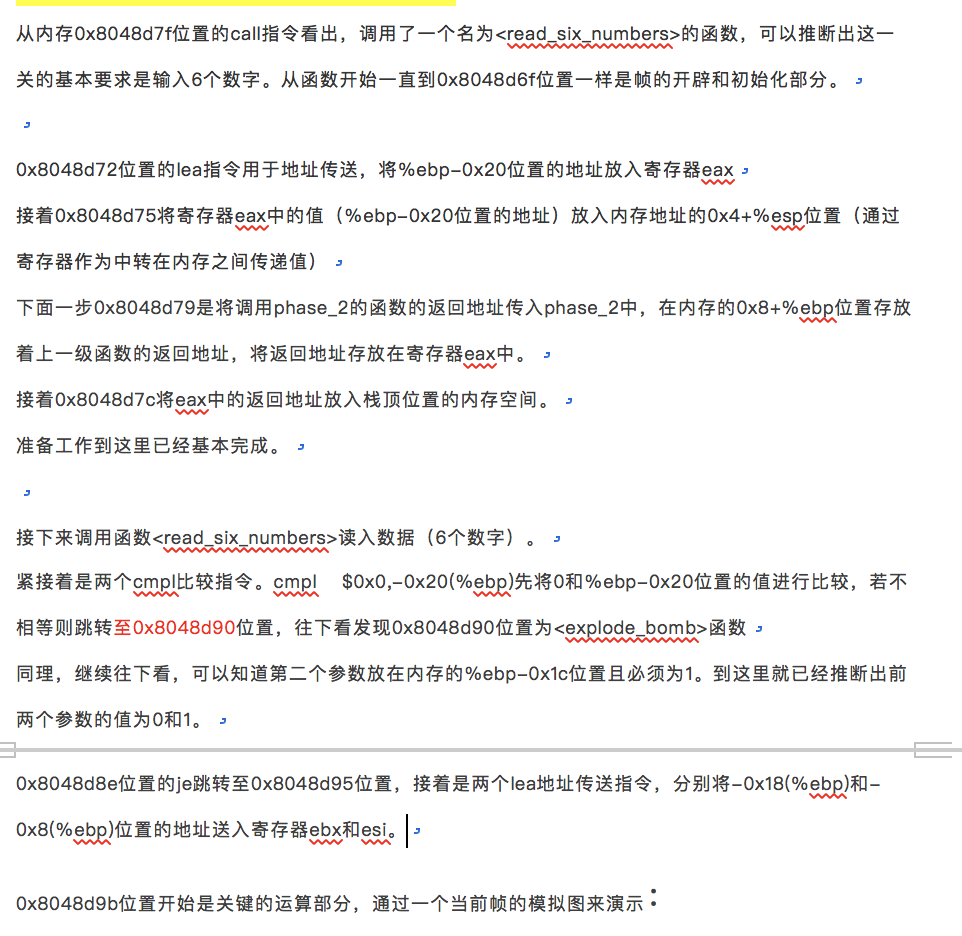 从内存0x8048d7f位置的call指令看出，调用了一个名为<read_six_numbers>的函数，可以推断出这一
关的基本要求是输入6个数字。从函数开始一直到0x8048d6f位置一样是帧的开辟和初始化部分。
0x8048d72位置的lea指令用于地址传送，将%ebp-0x20位置的地址放入寄存器eax
接着0x8048d75将寄存器eax中的值（%ebp-0x20位置的地址）放入内存地址的0x4+%esp位置（通过
寄存器作为中转在内存之间传递值）
下面一步0x8048d79是将调用phase_2的函数的返回地址传入phase_2中，在内存的0x8+%ebp位置存放
着上一级函数的返回地址，将返回地址存放在寄存器eax中。
接着0x8048d7c将eax中的返回地址放入栈顶位置的内存空间。
准备工作到这里已经基本完成。
接下来调用函数<read_six_numbers>读入数据（6个数字）。
紧接着是两个cmpl比较指令。cmpl $0x0,-0x20(%ebp)先将0和%ebp-0x20位置的值进行比较，若不
相等则跳转至0x8048d90位置，往下看发现0x8048d90位置为<explode_bomb>函数
同理，继续往下看，可以知道第二个参数放在内存的%ebp-0x1c位置且必须为1。到这里就已经推断出前
两个参数的值为0和1。
0x8048d8e位置的je跳转至0x8048d95位置，接着是两个lea地址传送指令，分别将-0x18(%ebp)和-
0x8(%ebp)位置的地址送入寄存器ebx和esi。
0x8048d9b位置开始是关键的运算部分，通过一个当前帧的模拟图来演示：